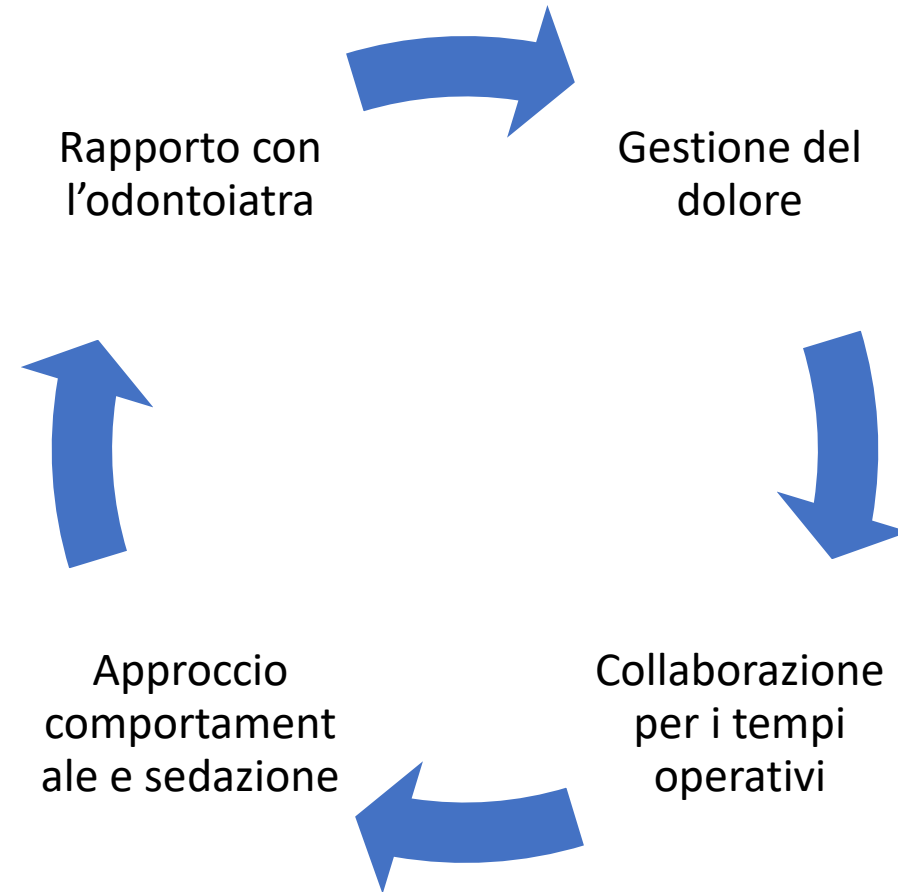 Rapporto con
l’odontoiatra
Gestione del
dolore
Collaborazione
per i tempi
operativi
Approccio
comportament
ale e sedazione